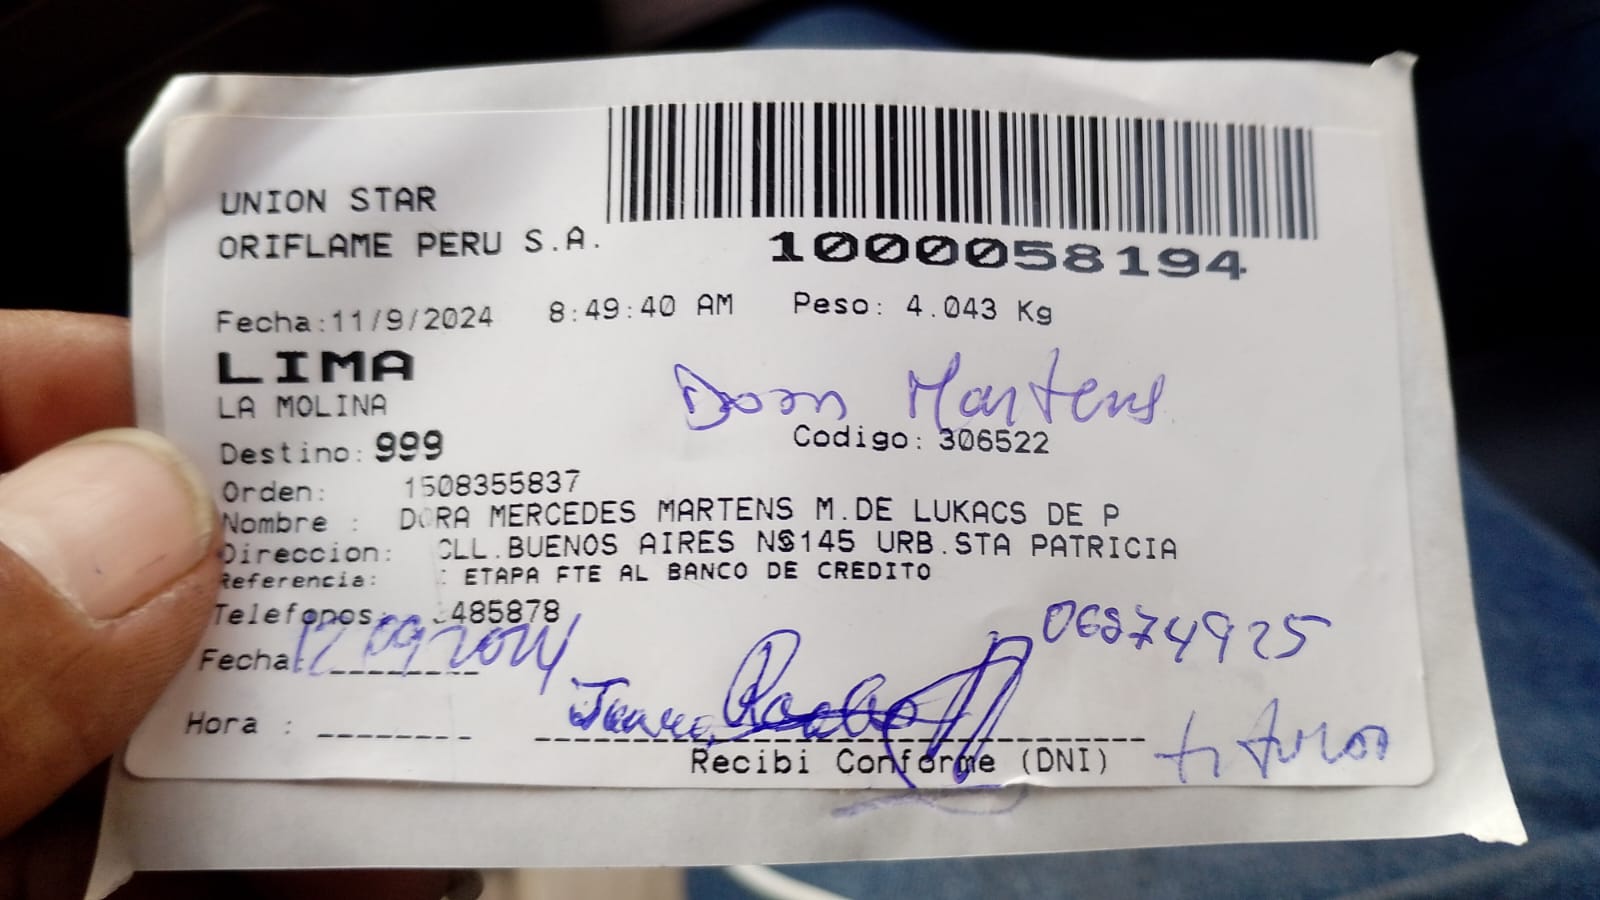 UNION STAR
ORIFLAME PERU S.A.
1000058194
Fecha:11/9/2024 8:49:40 AM Peso: 4.043 Kg
LIMA
LA MOLINA
Martens
Destino: 999 Codigo: 306522
Orden: 1508355837
Nombre : DORA MERCEDES MARTENS M.DE LUKACS DE P
Direccion: CLL.BUENOS AIRES N§145 URB.STA PATRICIA
Referencia: ETAPA FTE AL BANCO DE CREDITO
Telefonos: 485878
Fecha: 12 09 2024
Hora :
Recibi Conforme (DNI)